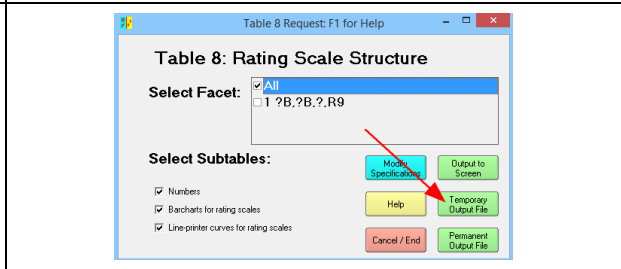 Table 8 Request: F1 for Help
Table 8: Rating Scale Structure
Select Facet:
All
1 ?B,?B,?,R9
Select Subtables:
Numbers
Barcharts for rating scales
Line-printer curves for rating scales
Modify
Specifications
Output to
Screen
Help
Temporary
Output File
Cancel / End
Permanent
Output File